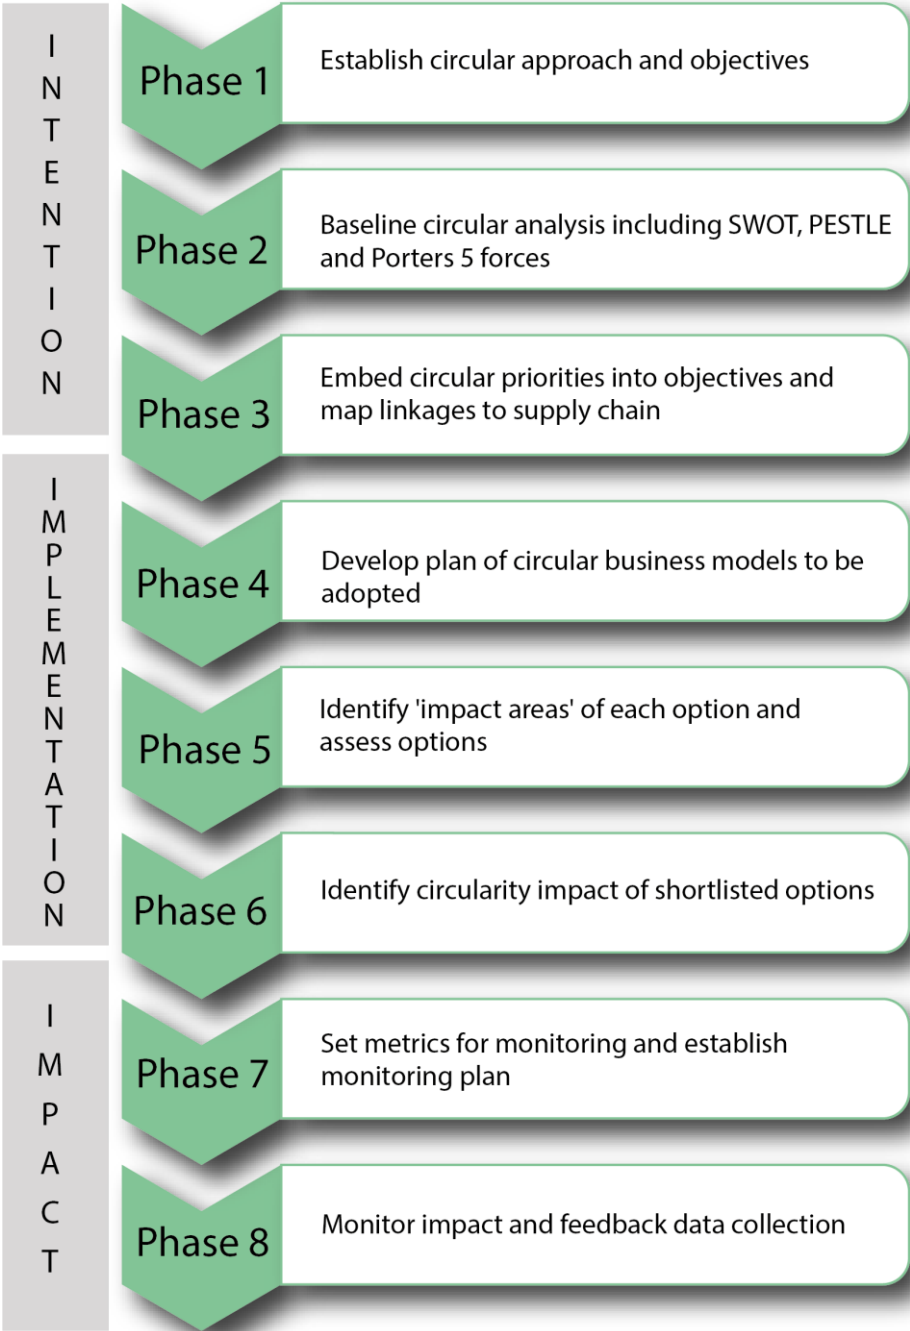 INTENTION
Phase 1
Establish circular approach and objectives
Phase 2
Baseline circular analysis including SWOT, PESTLE
and Porters 5 forces
Phase 3
Embed circular priorities into objectives and
map linkages to supply chain
IMPLEMENTATION
Phase 4
Develop plan of circular business models to be
adopted
Phase 5
Identify 'impact areas' of each option and
assess options
Phase 6
Identify circularity impact of shortlisted options
IMPACT
Phase 7
Set metrics for monitoring and establish
monitoring plan
Phase 8
Monitor impact and feedback data collection